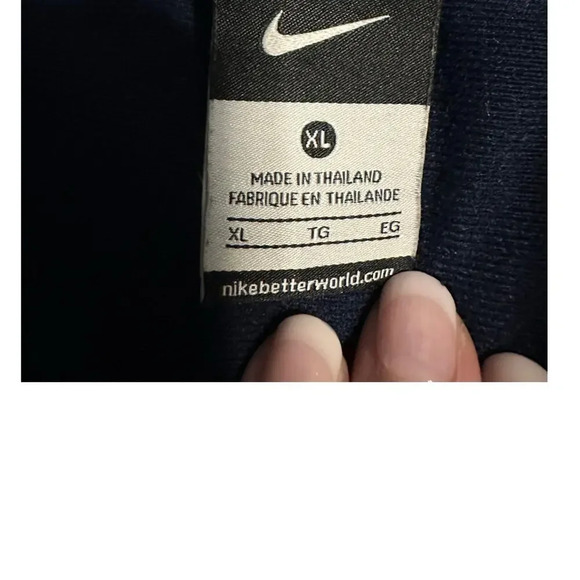 XL
MADE IN THAILAND
FABRIQUE EN THAILANDE
XL TG EG
nikebetterworld.com